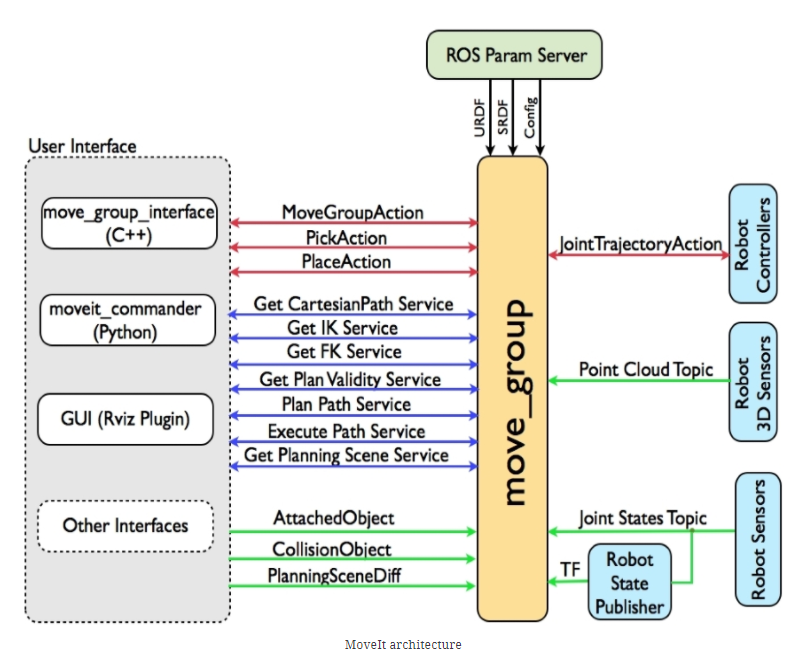 ROS Param Server
URDF
SRDF
Config
User Interface
move_group_interface
(C++)
moveit_commander
(Python)
GUI (Rviz Plugin)
Other Interfaces
MoveGroupAction
PickAction
PlaceAction
Get CartesianPath Service
Get IK Service
Get FK Service
Get Plan Validity Service
Plan Path Service
Execute Path Service
Get Planning Scene Service
AttachedObject
CollisionObject
PlanningSceneDiff
move_group
JointTrajectoryAction
Robot
Controllers
Point Cloud Topic
Robot
3D Sensors
Joint States Topic
TF
Robot
State
Publisher
Robot Sensors
MoveIt architecture